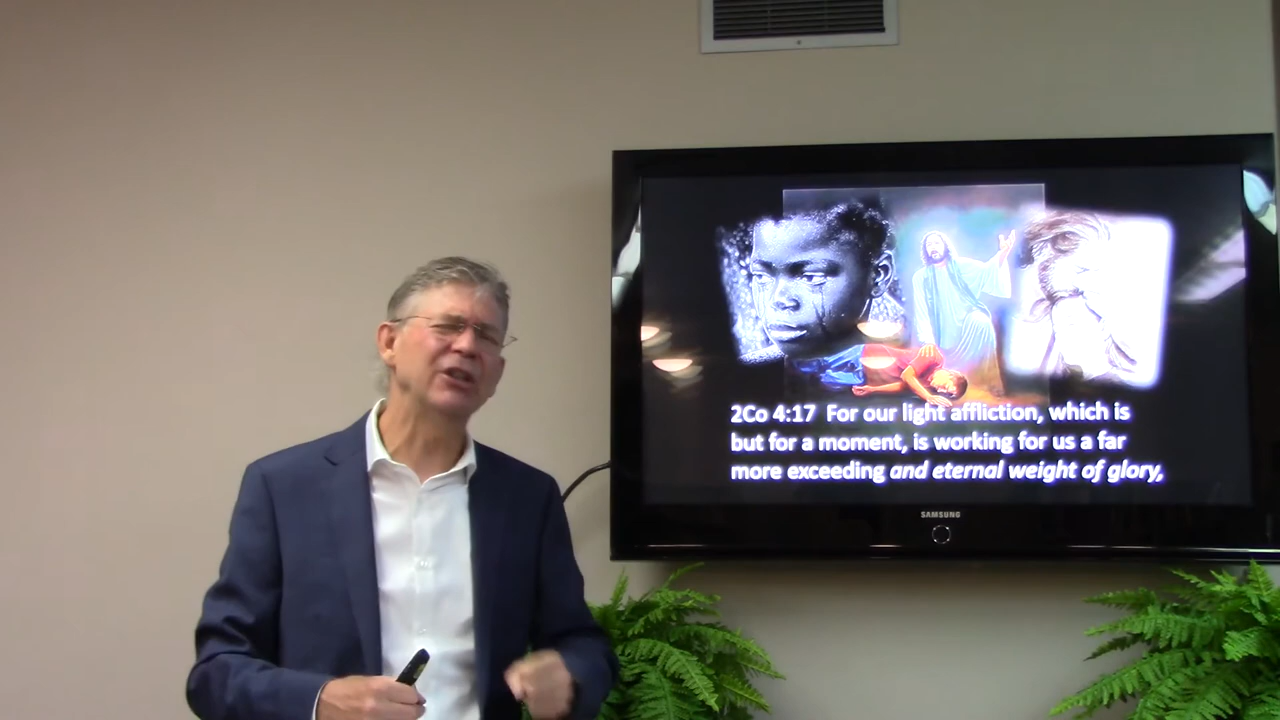 2Co 4:17 For our light affliction, which is
but for a moment, is working for us a far
more exceeding and eternal weight of glory,
SAMSUNG